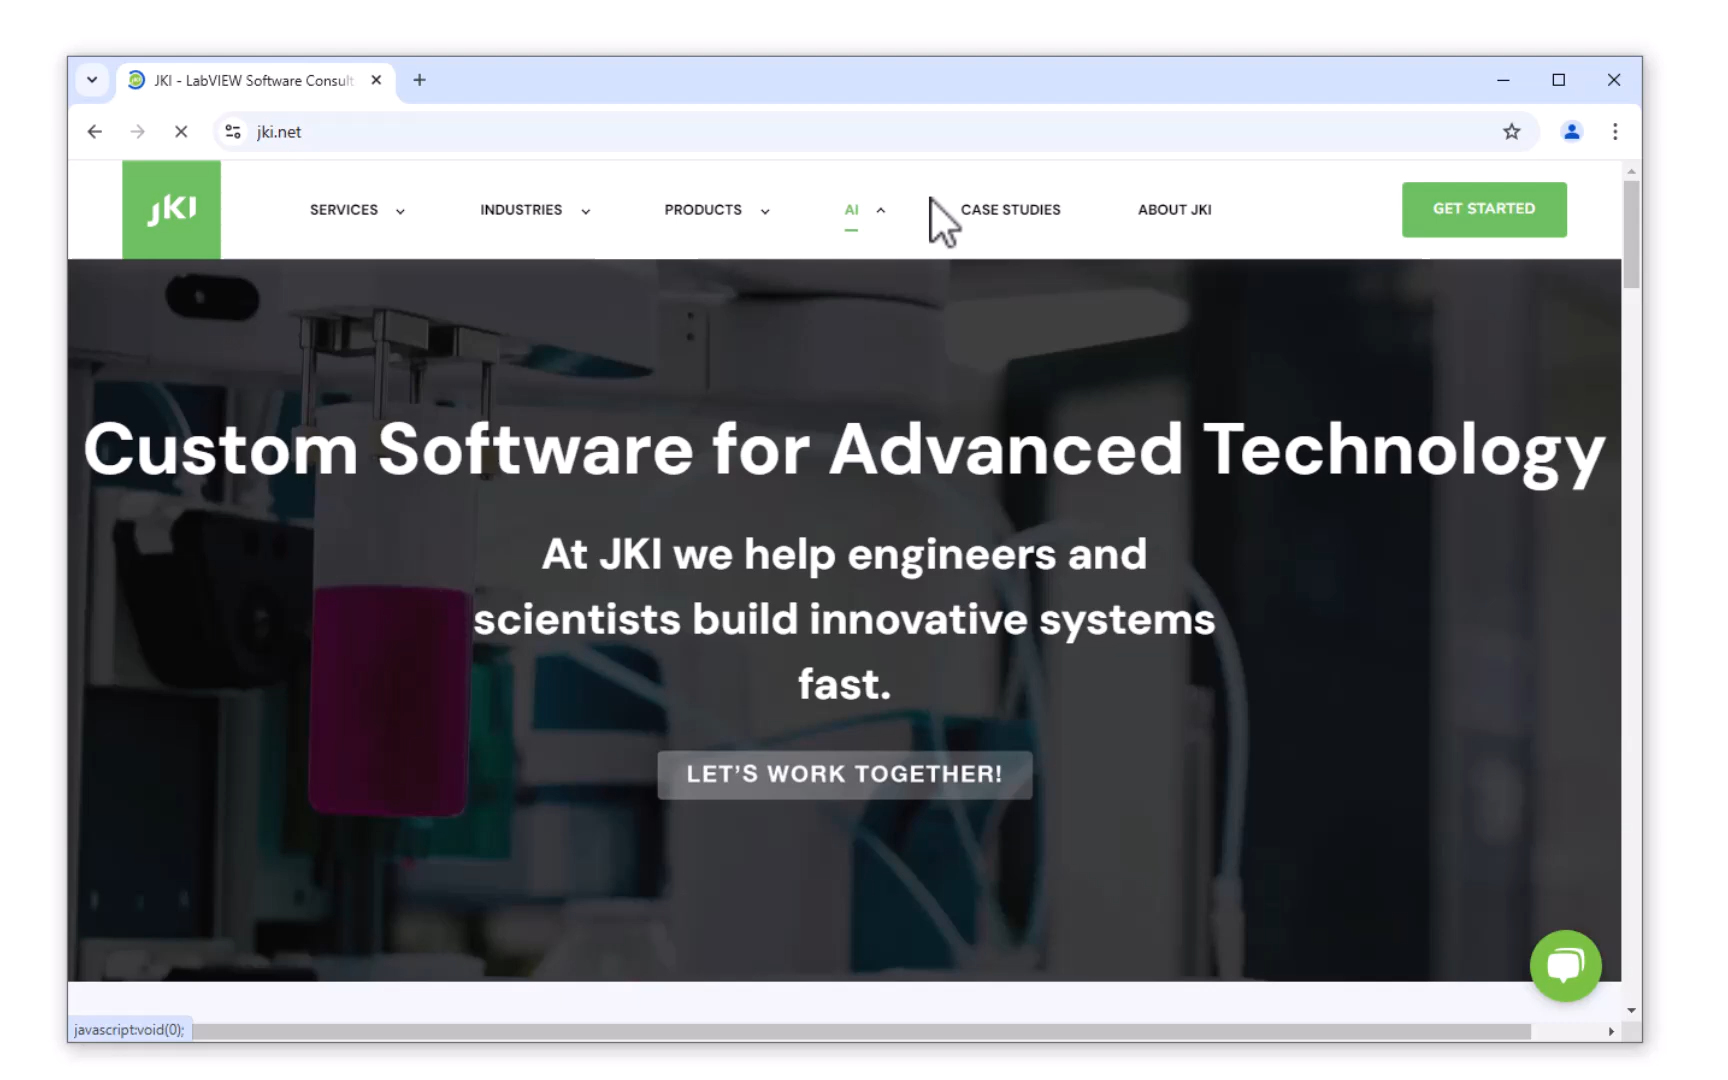 JKI - LabVIEW Software Consult
jki.net
JKI
SERVICES INDUSTRIES PRODUCTS AI CASE STUDIES ABOUT JKI GET STARTED
Custom Software for Advanced Technology
At JKI we help engineers and
scientists build innovative systems
fast.
LET'S WORK TOGETHER!
javascript:void(0);